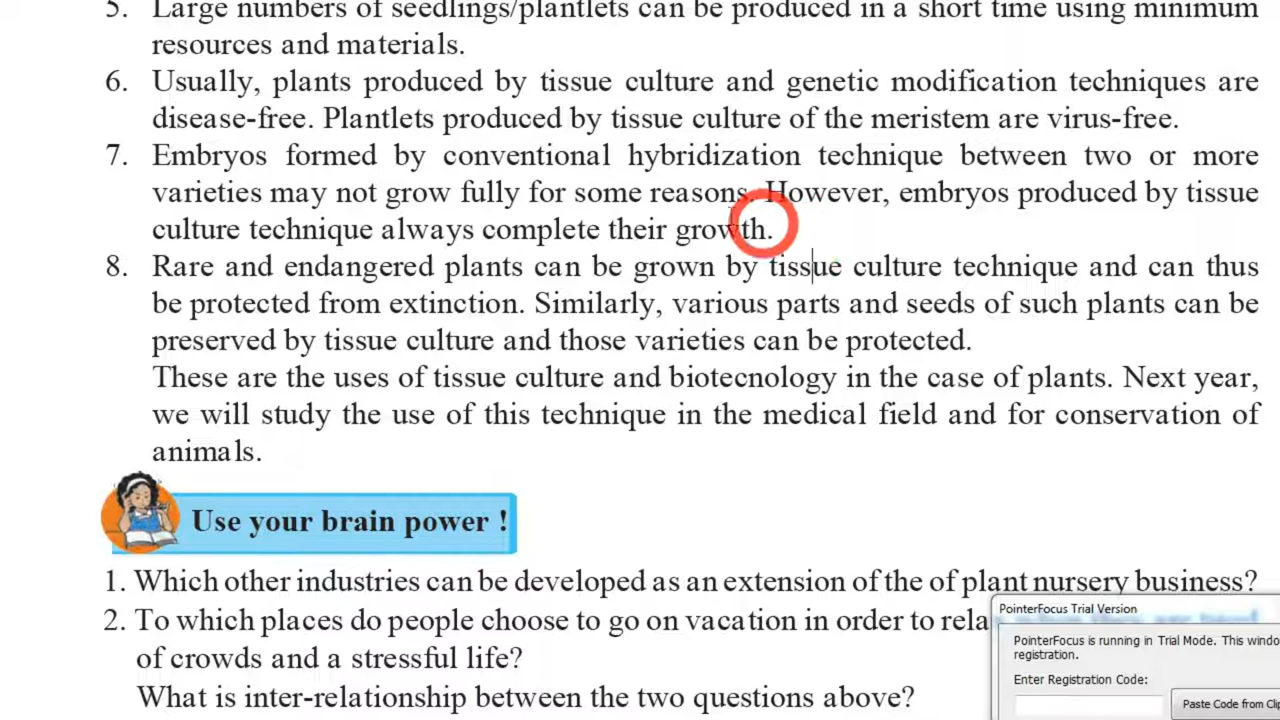 5. Large numbers of seedlings/plantlets can be produced in a short time using minimum
resources and materials.
6. Usually, plants produced by tissue culture and genetic modification techniques are
disease-free. Plantlets produced by tissue culture of the meristem are virus-free.
7. Embryos formed by conventional hybridization technique between two or more
varieties may not grow fully for some reasons. However, embryos produced by tissue
culture technique always complete their growth.
8. Rare and endangered plants can be grown by tissue culture technique and can thus
be protected from extinction. Similarly, various parts and seeds of such plants can be
preserved by tissue culture and those varieties can be protected.
These are the uses of tissue culture and biotecnology in the case of plants. Next year,
we will study the use of this technique in the medical field and for conservation of
animals.
Use your brain power !
1. Which other industries can be developed as an extension of the of plant nursery business?
2. To which places do people choose to go on vacation in order to rela
of crowds and a stressful life?
What is inter-relationship between the two questions above?
PointerFocus Trial Version
PointerFocus is running in Trial Mode. This windo
registration.
Enter Registration Code:
Paste Code from Clip